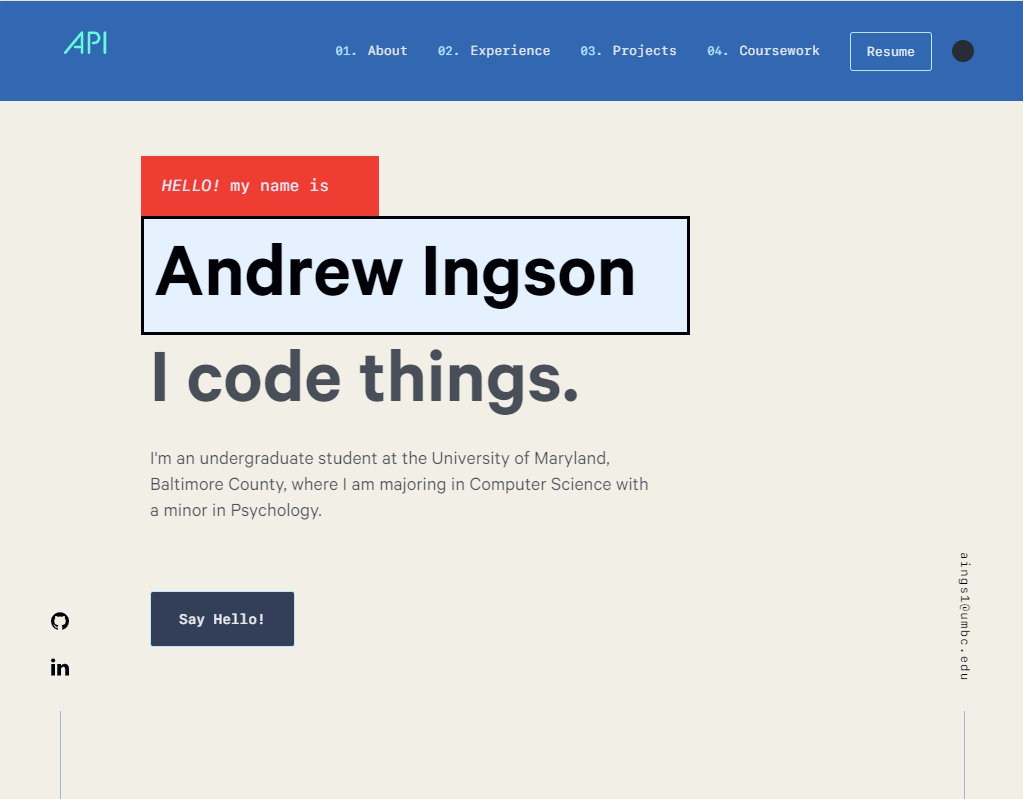 API
01. About
02. Experience
03. Projects
04. Coursework
Resume
HELLO! my name is
Andrew Ingson
I code things.
I'm an undergraduate student at the University of Maryland,
Baltimore County, where I am majoring in Computer Science with
a minor in Psychology.
Say Hello!
in
aings1@umbc.edu